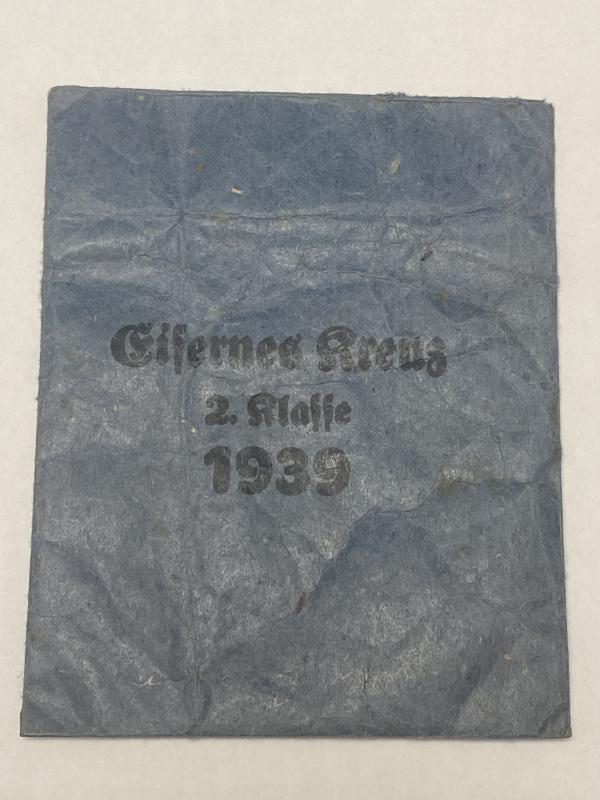 Eisernes Kreuz
2. Klasse
1939